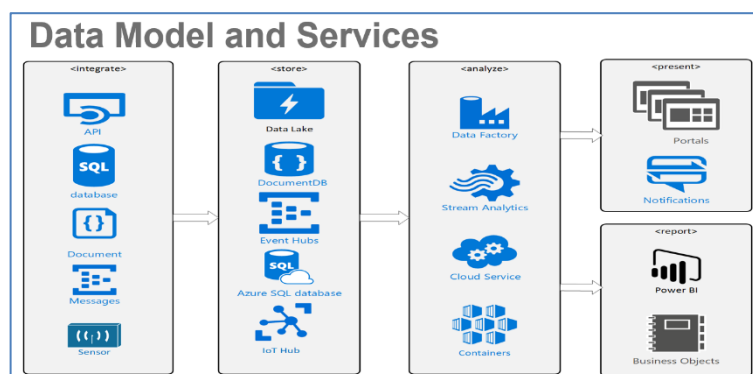 Data Model and Services
<integrate>
API
SQL
database
{}
Document
Messages
Sensor
<store>
Data Lake
{ }
DocumentDB
Event Hubs
SQL
Azure SQL database
IoT Hub
<analyze>
Data Factory
Stream Analytics
Cloud Service
Containers
<present>
Portals
Notifications
<report>
Power BI
Business Objects